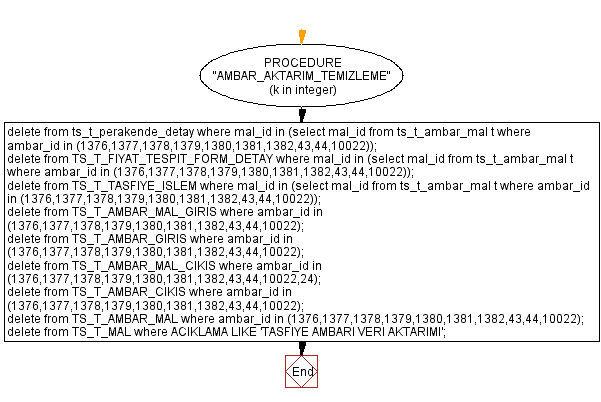 PROCEDURE
"AMBAR_AKTARIM_TEMIZLEME"
(k in integer)
delete from ts_t_perakende_detay where mal_id in (select mal_id from ts_t_ambar_mal t where
ambar_id in (1376,1377,1378,1379,1380,1381,1382,43,44,10022));
delete from TS_T_FIYAT_TESPIT_FORM_DETAY where mal_id in (select mal_id from ts_t_ambar_mal t
where ambar_id in (1376,1377,1378,1379,1380,1381,1382,43,44,10022));
delete from TS_T_TASFIYE_ISLEM where mal_id in (select mal_id from ts_t_ambar_mal t where ambar_id
in (1376,1377,1378,1379,1380,1381,1382,43,44,10022));
delete from TS_T_AMBAR_MAL_GIRIS where ambar_id in
(1376,1377,1378,1379,1380,1381,1382,43,44,10022);
delete from TS_T_AMBAR_GIRIS where ambar_id in
(1376,1377,1378,1379,1380,1381,1382,43,44,10022);
delete from TS_T_AMBAR_MAL_CIKIS where ambar_id in
(1376,1377,1378,1379,1380,1381,1382,43,44,10022,24);
delete from TS_T_AMBAR_CIKIS where ambar_id in
(1376,1377,1378,1379,1380,1381,1382,43,44,10022);
delete from TS_T_AMBAR_MAL where ambar_id in (1376,1377,1378,1379,1380,1381,1382,43,44,10022);
delete from TS_T_MAL where ACIKLAMA LIKE 'TASFIYE AMBARI VERI AKTARIMI';
End